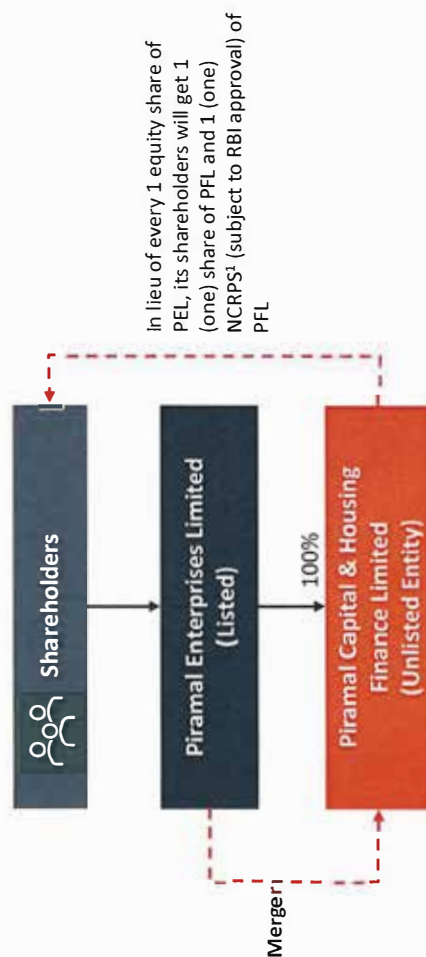 Shareholders
Piramal Enterprises Limited
(Listed)
100%
Piramal Capital & Housing
Finance Limited
(Unlisted Entity)
Merger
In lieu of every 1 equity share of
PEL, its shareholders will get 1
(one) share of PFL and 1 (one)
NCRPS¹ (subject to RBI approval) of
PFL